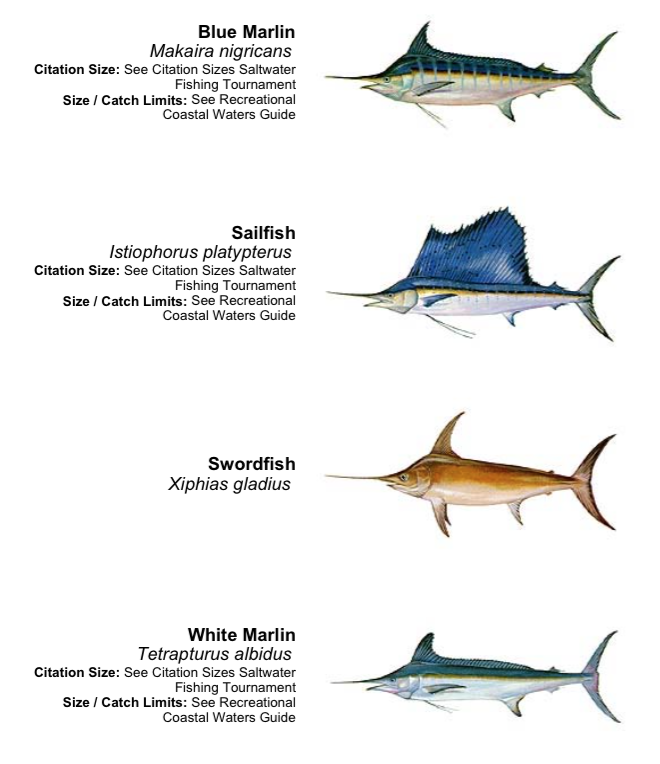 Blue Marlin
Makaira nigricans
Citation Size: See Citation Sizes Saltwater
Fishing Tournament
Size / Catch Limits: See Recreational
Coastal Waters Guide
Sailfish
Istiophorus platypterus
Citation Size: See Citation Sizes Saltwater
Fishing Tournament
Size / Catch Limits: See Recreational
Coastal Waters Guide
Swordfish
Xiphias gladius
White Marlin
Tetrapturus albidus
Citation Size: See Citation Sizes Saltwater
Fishing Tournament
Size / Catch Limits: See Recreational
Coastal Waters Guide